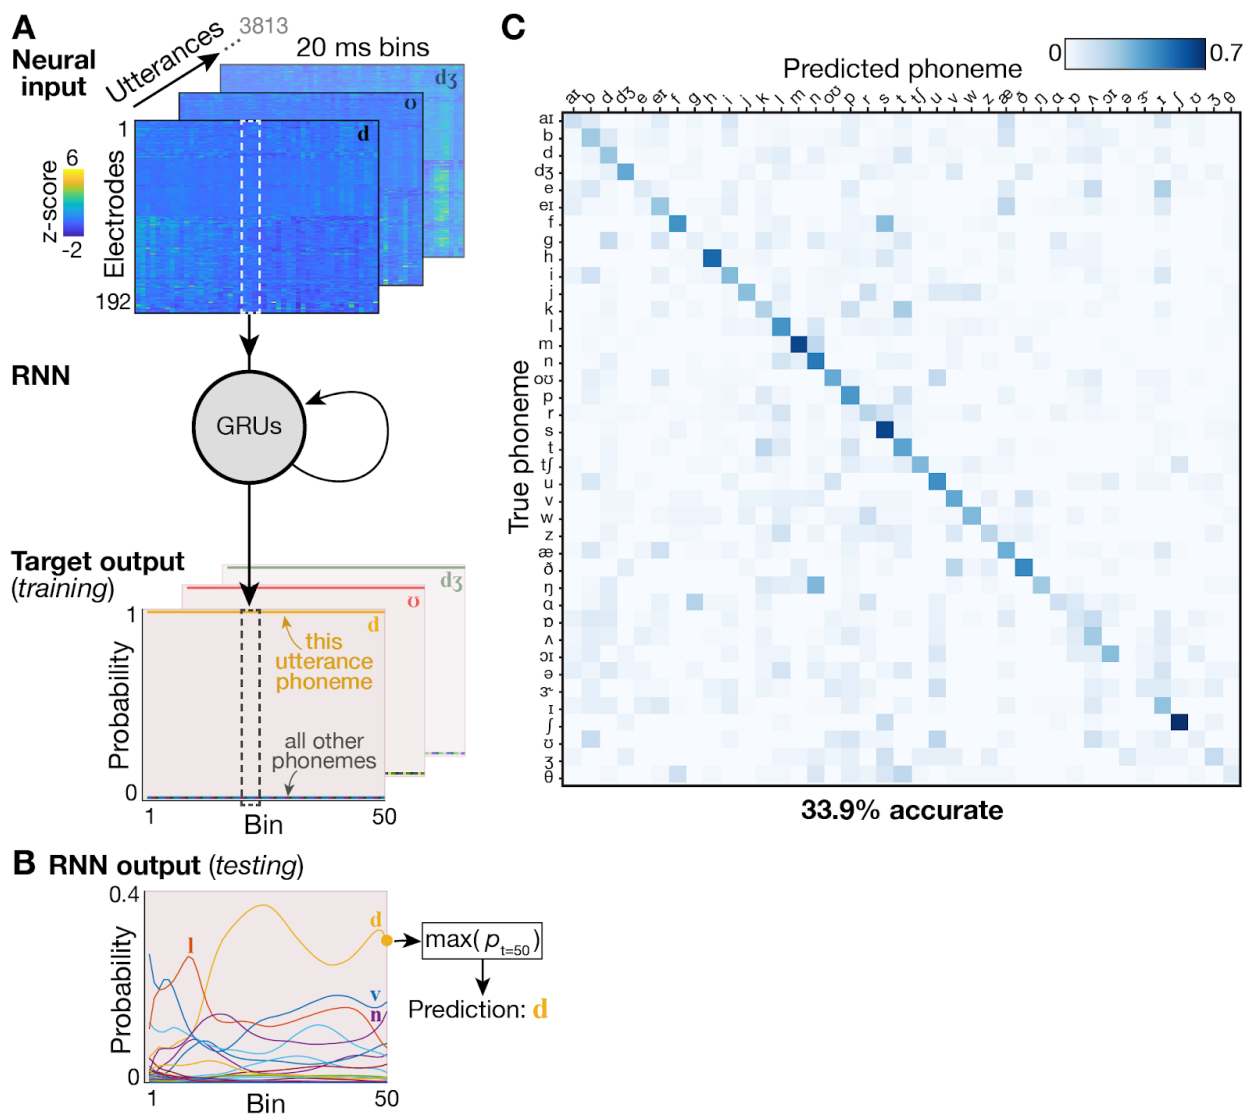 A
Neural
input
Utterances
3813
20 ms bins
dʒ
ʊ
d
1
Electrodes
192
6
z-score
-2
RNN
GRUs
Target output
(training)
dʒ
ʊ
d
1
this
utterance
phoneme
Probability
all other
phonemes
0
1
Bin
50
B RNN output (testing)
0.4
l
d
v
n
Probability
0
1
Bin
50
max( p t=50 )
Prediction: d
C
0
0.7
Predicted phoneme
aɪ b d dʒ e eɪ f g h i j k l m n oʊ p r s t tʃ u v w z æ ð ŋ ɑ ɒ ʌ ɔɪ ə ɝ ɪ ʃ ʊ ʒ θ
True phoneme
aɪ
b
d
dʒ
e
eɪ
f
g
h
i
j
k
l
m
n
oʊ
p
r
s
t
tʃ
u
v
w
z
æ
ð
ŋ
ɑ
ɒ
ʌ
ɔɪ
ə
ɝ
ɪ
ʃ
ʊ
ʒ
θ
33.9% accurate